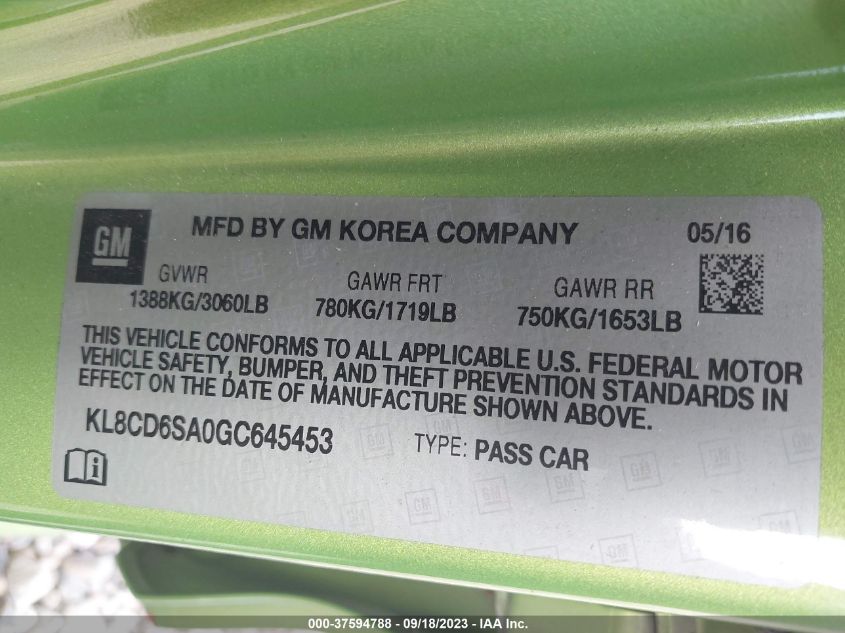 GM
MFD BY GM KOREA COMPANY
05/16
GVWR
1388KG/3060LB
GAWR FRT
780KG/1719LB
GAWR RR
750KG/1653LB
THIS VEHICLE CONFORMS TO ALL APPLICABLE U.S. FEDERAL MOTOR
VEHICLE SAFETY, BUMPER, AND THEFT PREVENTION STANDARDS IN
EFFECT ON THE DATE OF MANUFACTURE SHOWN ABOVE.
KL8CD6SA0GC645453
TYPE: PASS CAR
000-37594788 - 09/18/2023 - IAA Inc.